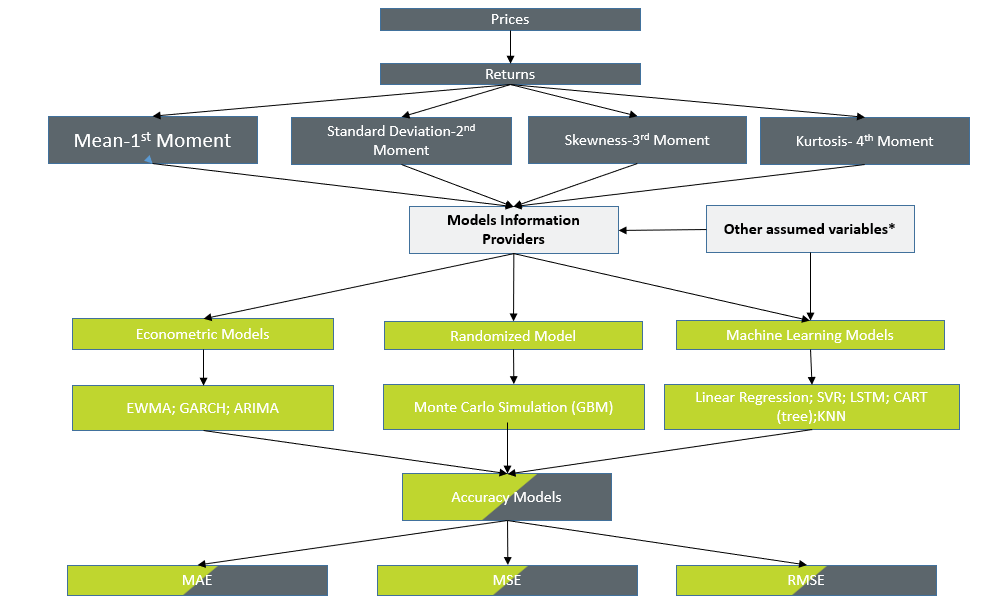 Prices
Returns
Mean-1st Moment
Standard Deviation-2nd
Moment
Skewness-3rd Moment
Kurtosis- 4th Moment
Models Information
Providers
Other assumed variables*
Econometric Models
Randomized Model
Machine Learning Models
EWMA; GARCH; ARIMA
Monte Carlo Simulation (GBM)
Linear Regression; SVR; LSTM; CART
(tree);KNN
Accuracy Models
MAE
MSE
RMSE